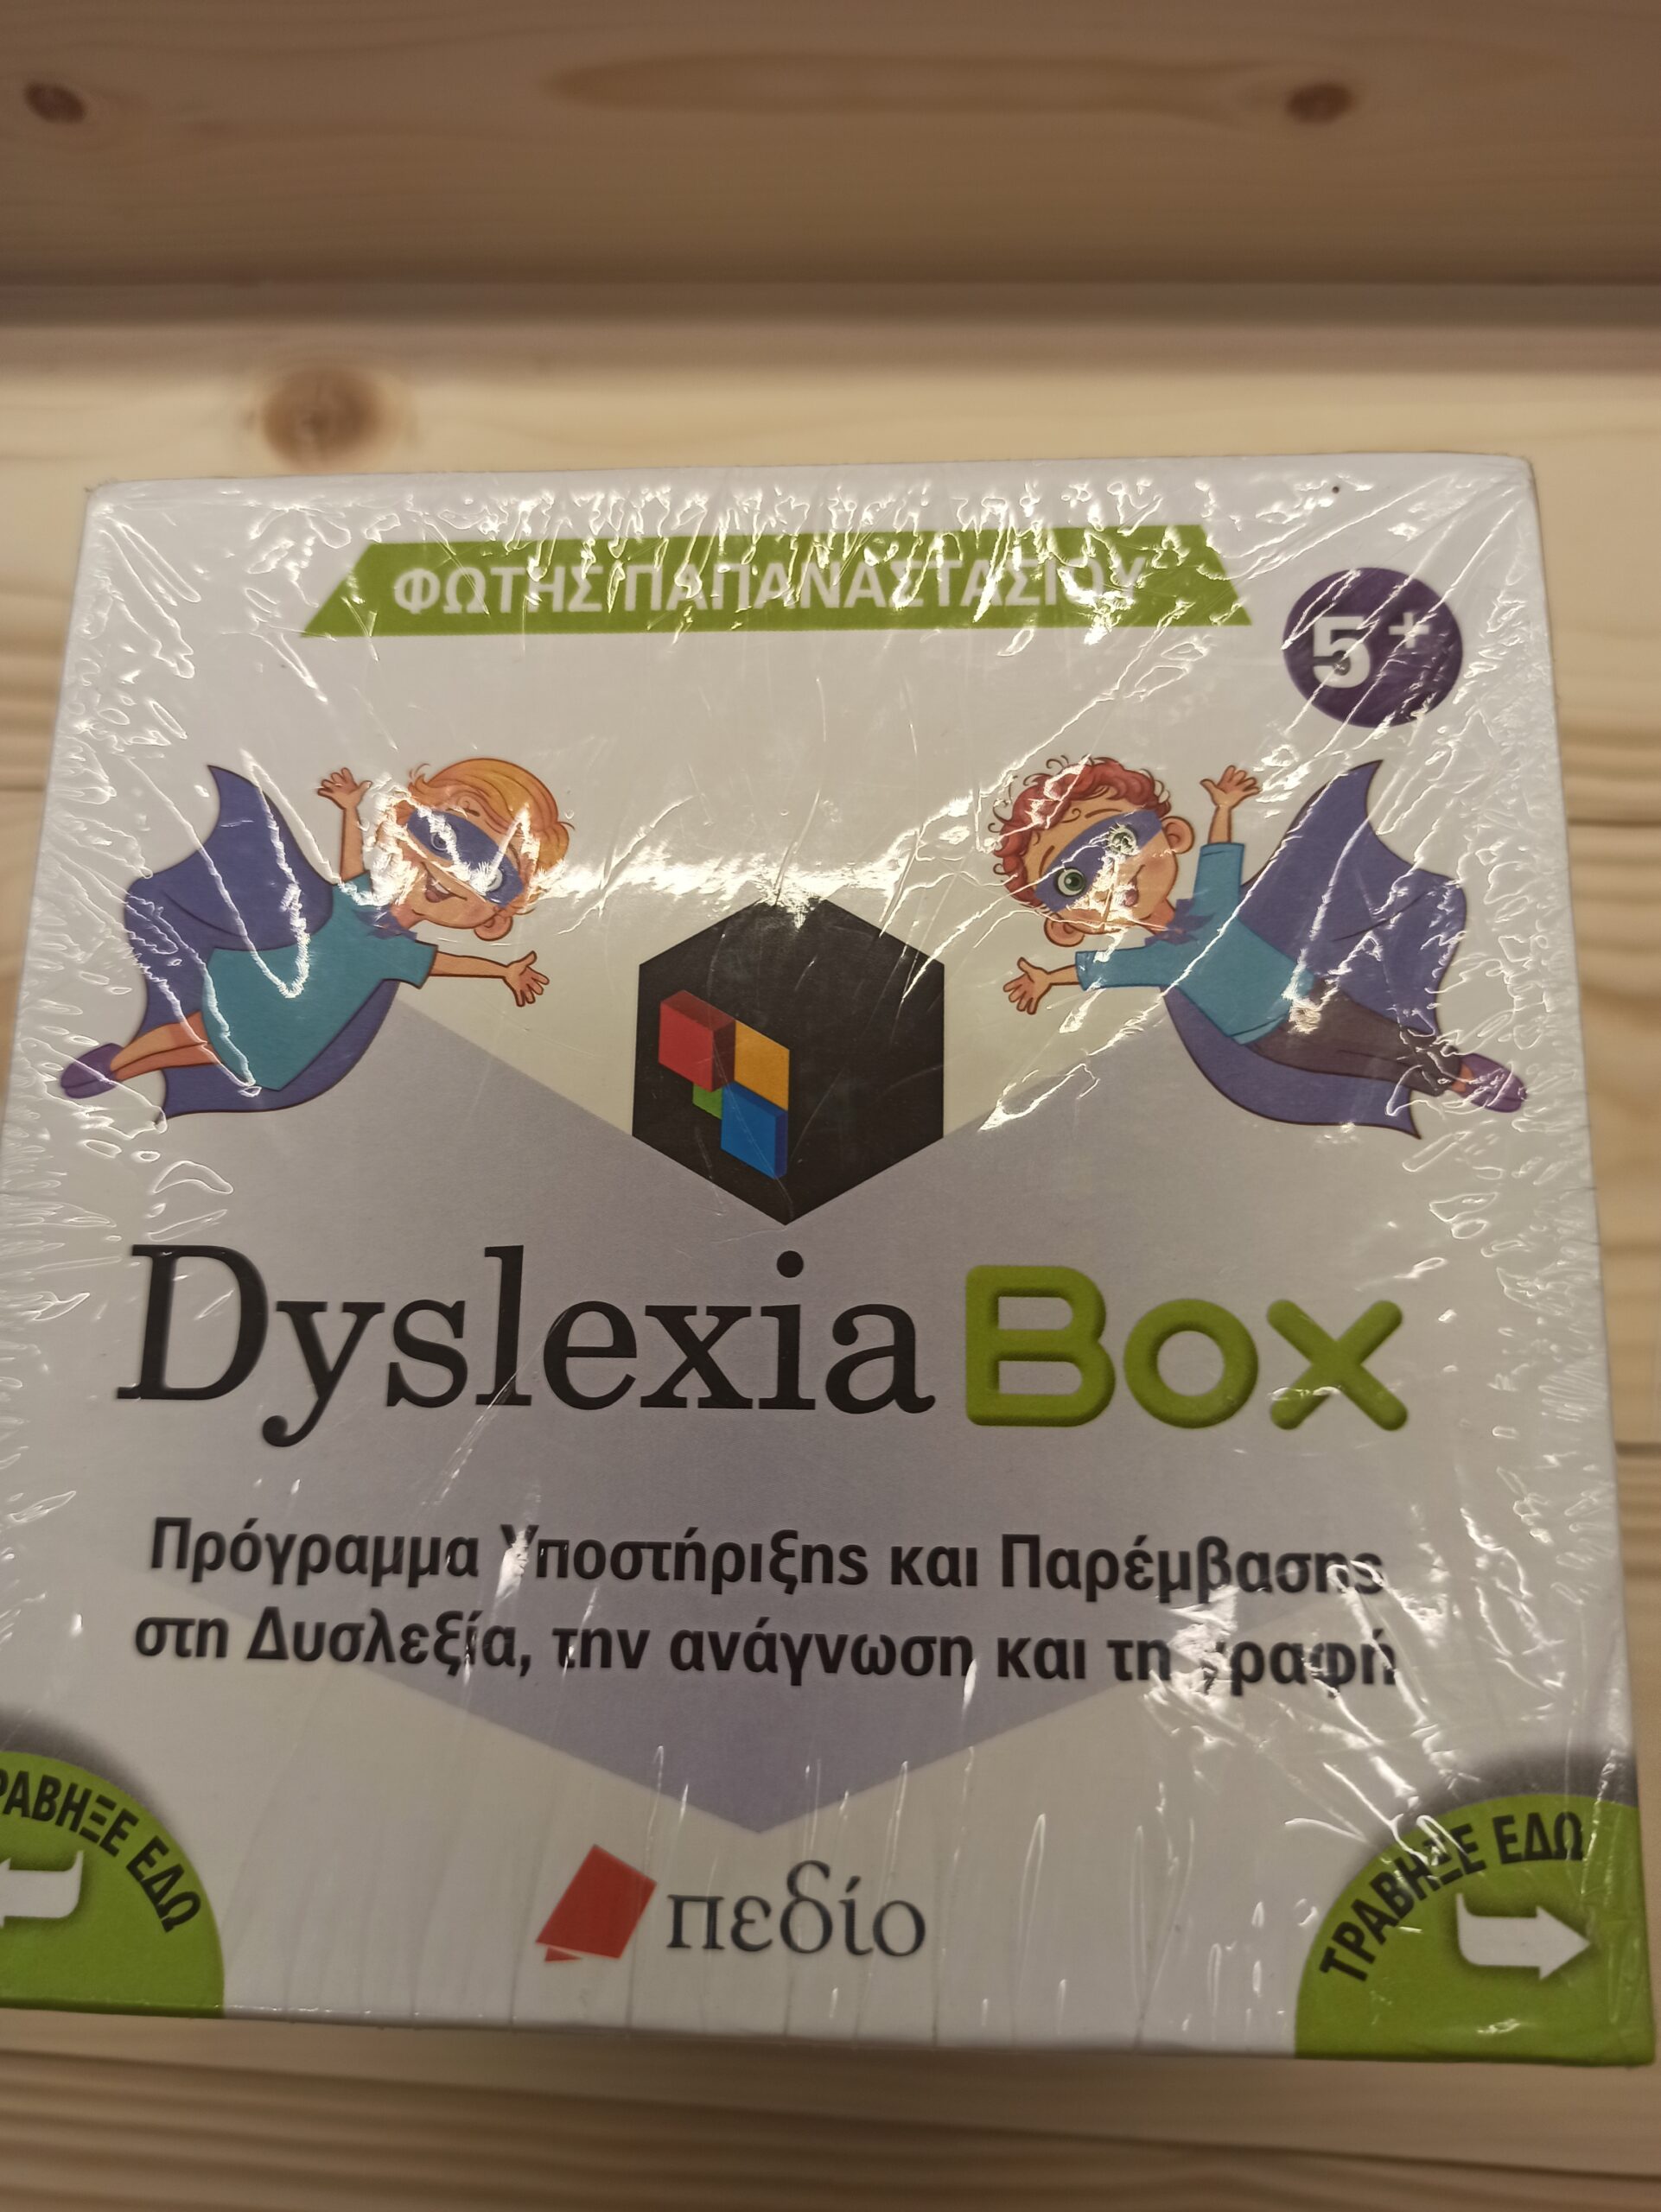 ΦΩΤΗΣ ΠΑΠΑΝΑΣΤΑΣΙΟΥ
5+
Dyslexia Box
Πρόγραμμα Υποστήριξης και Παρέμβασης
στη Δυσλεξία, την ανάγνωση και τη γραφή
ΡΑΒΗΞΕ ΕΔΩ
πεδίο
ΤΡΑΒΗΞΕ ΕΔΩ